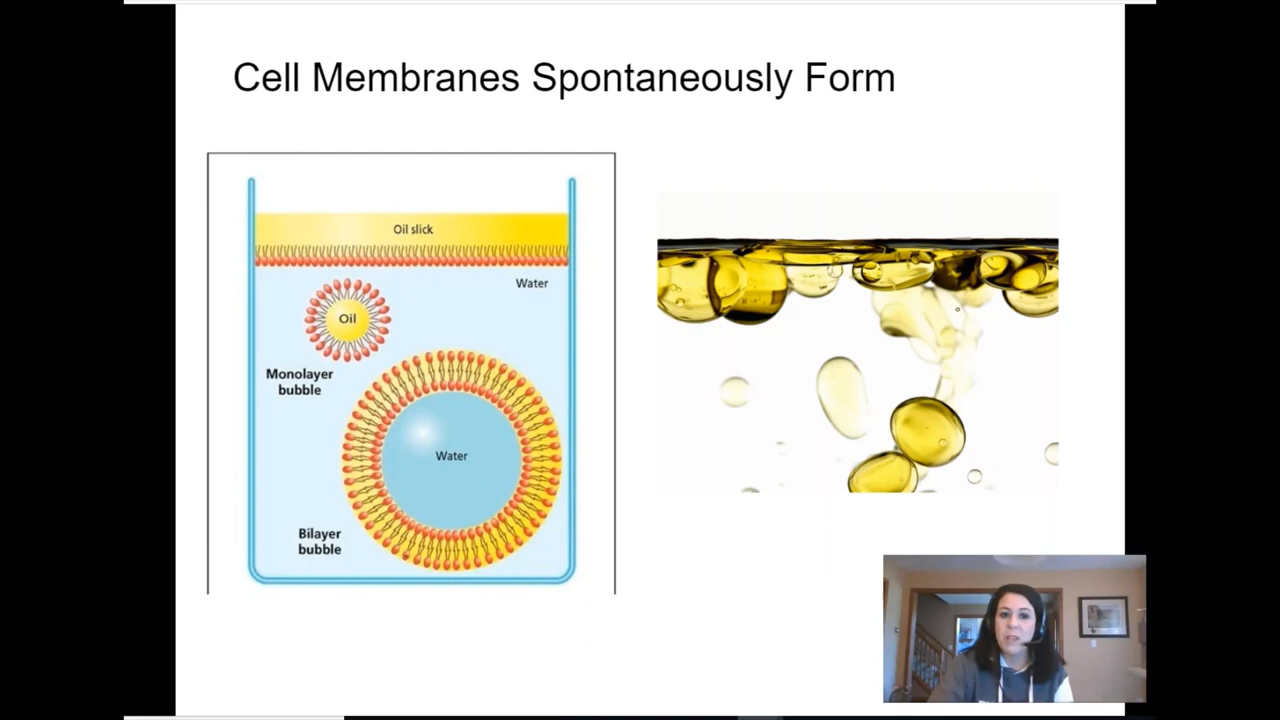 Cell Membranes Spontaneously Form
Oil slick
Water
Oil
Monolayer
bubble
Water
Bilayer
bubble